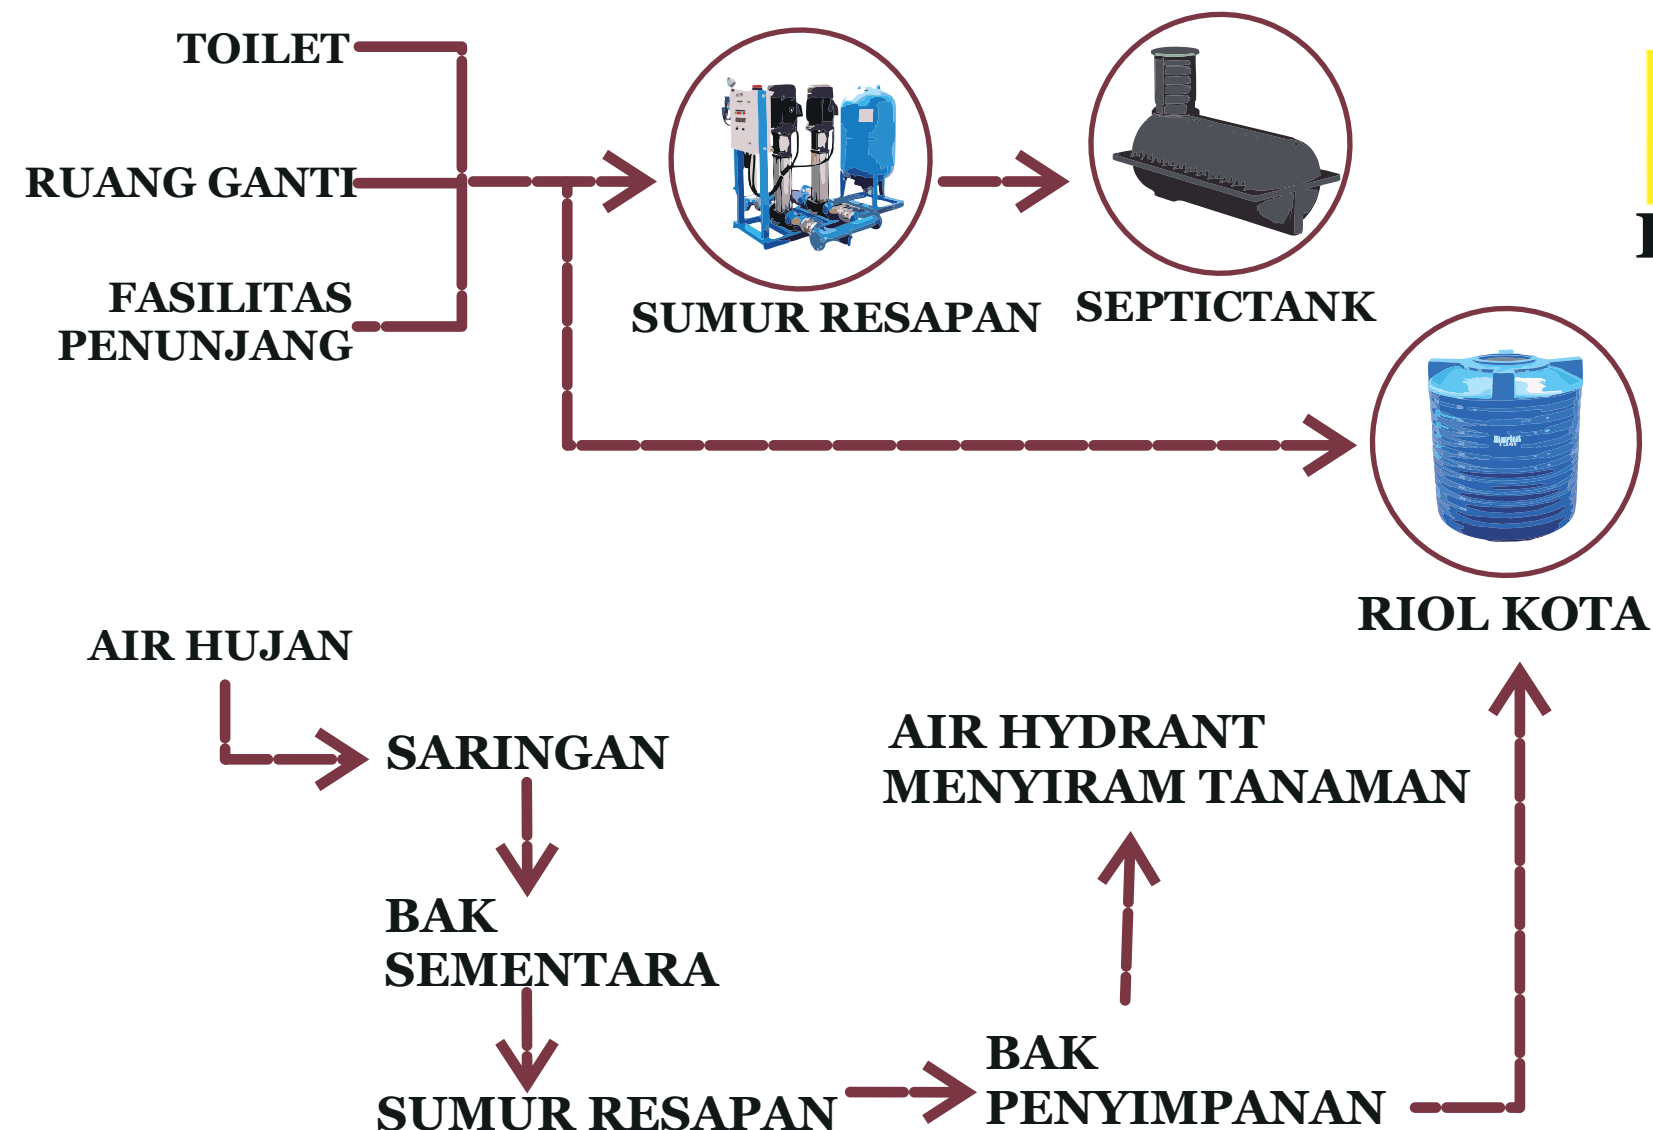 TOILET
RUANG GANTI
FASILITAS
PENUNJANG
SUMUR RESAPAN
SEPTICTANK
RIOL KOTA
AIR HUJAN
SARINGAN
BAK
SEMENTARA
SUMUR RESAPAN
AIR HYDRANT
MENYIRAM TANAMAN
BAK
PENYIMPANAN